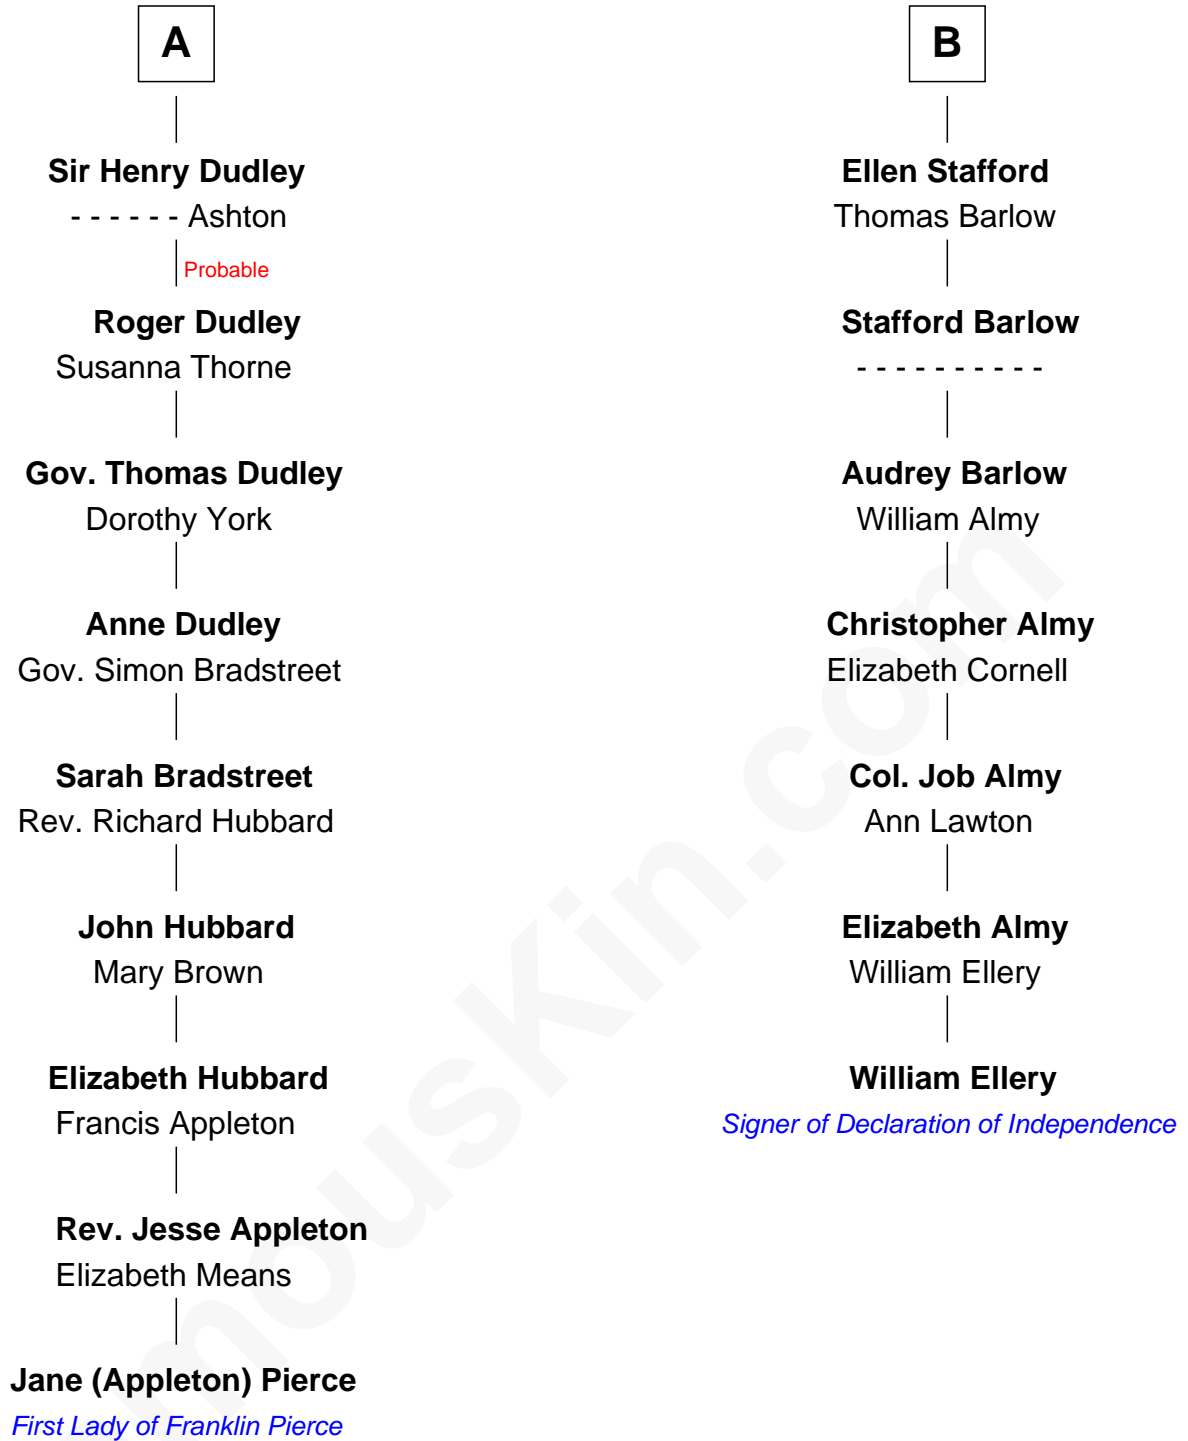 A
Sir Henry Dudley
- - - - - - Ashton
Probable
Roger Dudley
Susanna Thorne
Gov. Thomas Dudley
Dorothy York
Anne Dudley
Gov. Simon Bradstreet
Sarah Bradstreet
Rev. Richard Hubbard
John Hubbard
Mary Brown
Elizabeth Hubbard
Francis Appleton
Rev. Jesse Appleton
Elizabeth Means
Jane (Appleton) Pierce
First Lady of Franklin Pierce
B
Ellen Stafford
Thomas Barlow
Stafford Barlow
- - - - - - - - - -
Audrey Barlow
William Almy
Christopher Almy
Elizabeth Cornell
Col. Job Almy
Ann Lawton
Elizabeth Almy
William Ellery
William Ellery
Signer of Declaration of Independence
mousKin.com